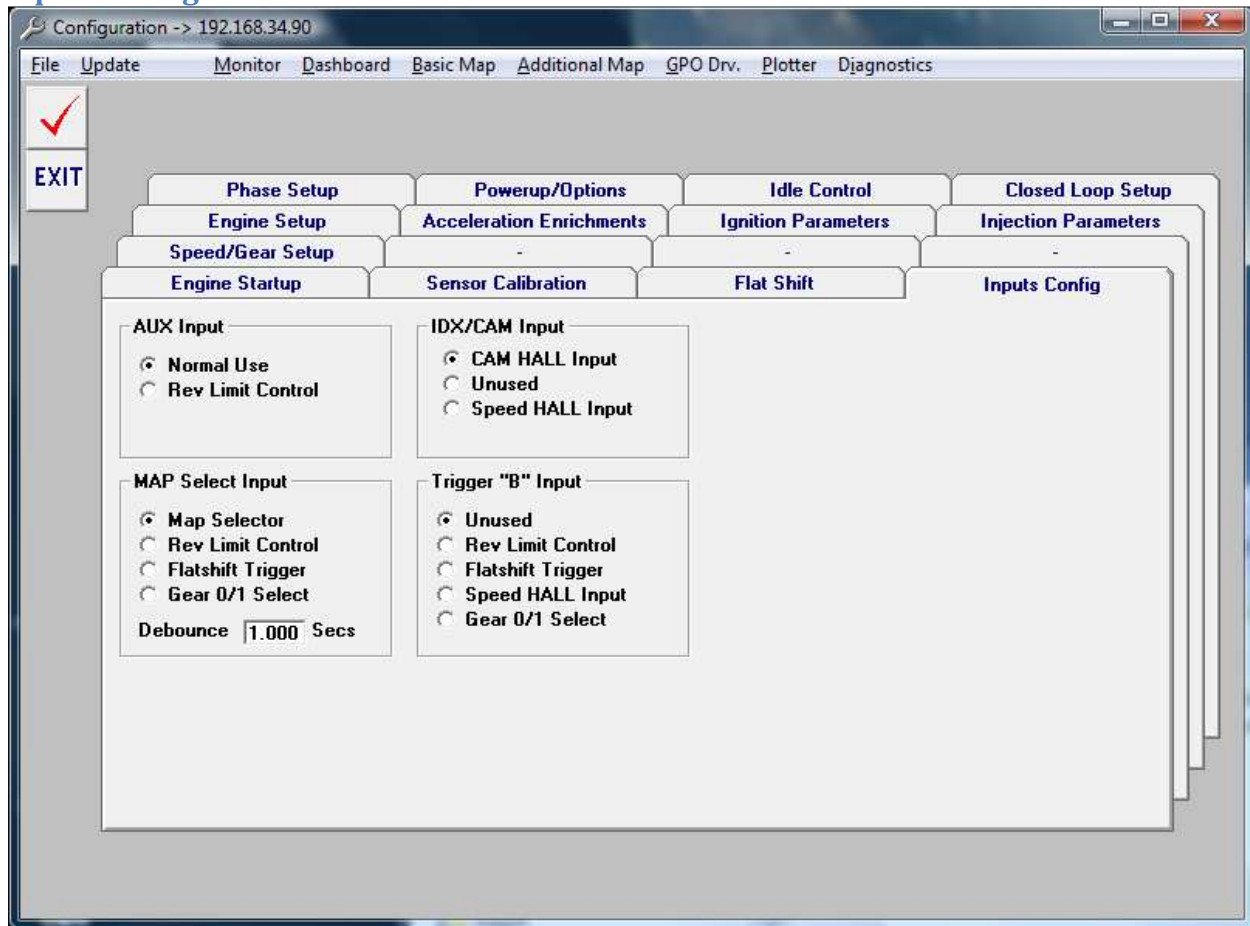 Configuration -> 192.168.34.90
File Update Monitor Dashboard Basic Map Additional Map GPO Drv. Plotter Diagnostics
EXIT
Phase Setup Powerup/Options Idle Control Closed Loop Setup
Engine Setup Acceleration Enrichments Ignition Parameters Injection Parameters
Speed/Gear Setup - - -
Engine Startup Sensor Calibration Flat Shift Inputs Config
AUX Input
Normal Use
Rev Limit Control
IDX/CAM Input
CAM HALL Input
Unused
Speed HALL Input
MAP Select Input
Map Selector
Rev Limit Control
Flatshift Trigger
Gear 0/1 Select
Debounce 1.000 Secs
Trigger "B" Input
Unused
Rev Limit Control
Flatshift Trigger
Speed HALL Input
Gear 0/1 Select